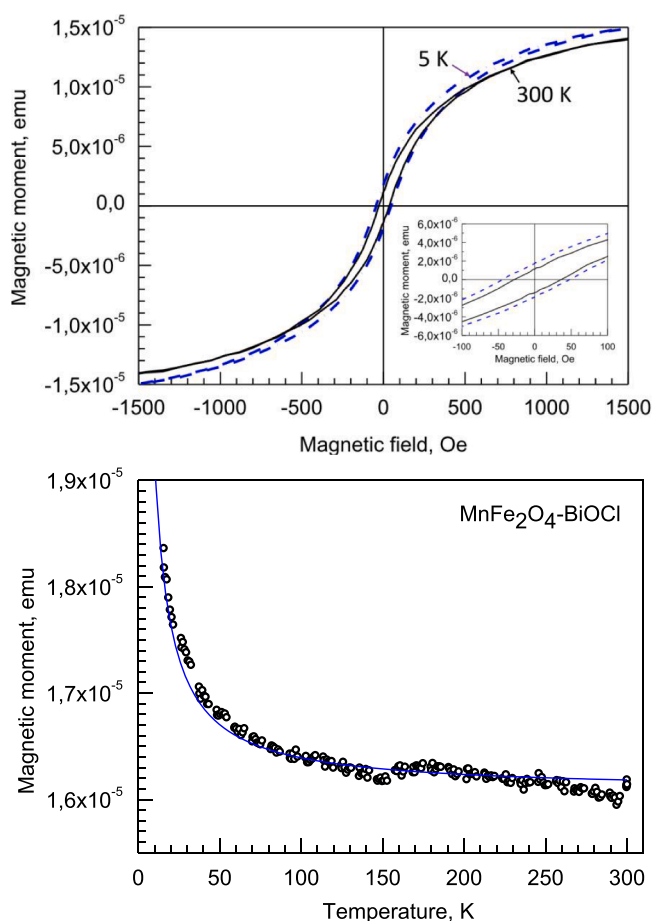 Magnetic moment, emu
1,5x10⁻⁵
1,0x10⁻⁵
5,0x10⁻⁶
0,0
-5,0x10⁻⁶
-1,0x10⁻⁵
-1,5x10⁻⁵
5 K
300 K
Magnetic moment, emu
6,0x10⁻⁶
4,0x10⁻⁶
2,0x10⁻⁶
0,0
-2,0x10⁻⁶
-4,0x10⁻⁶
-6,0x10⁻⁶
-100 -50 0 50 100
Magnetic field, Oe
-1500 -1000 -500 0 500 1000 1500
Magnetic field, Oe
Magnetic moment, emu
1,9x10⁻⁵
1,8x10⁻⁵
1,7x10⁻⁵
1,6x10⁻⁵
MnFe₂O₄-BiOCl
0 50 100 150 200 250 300
Temperature, K